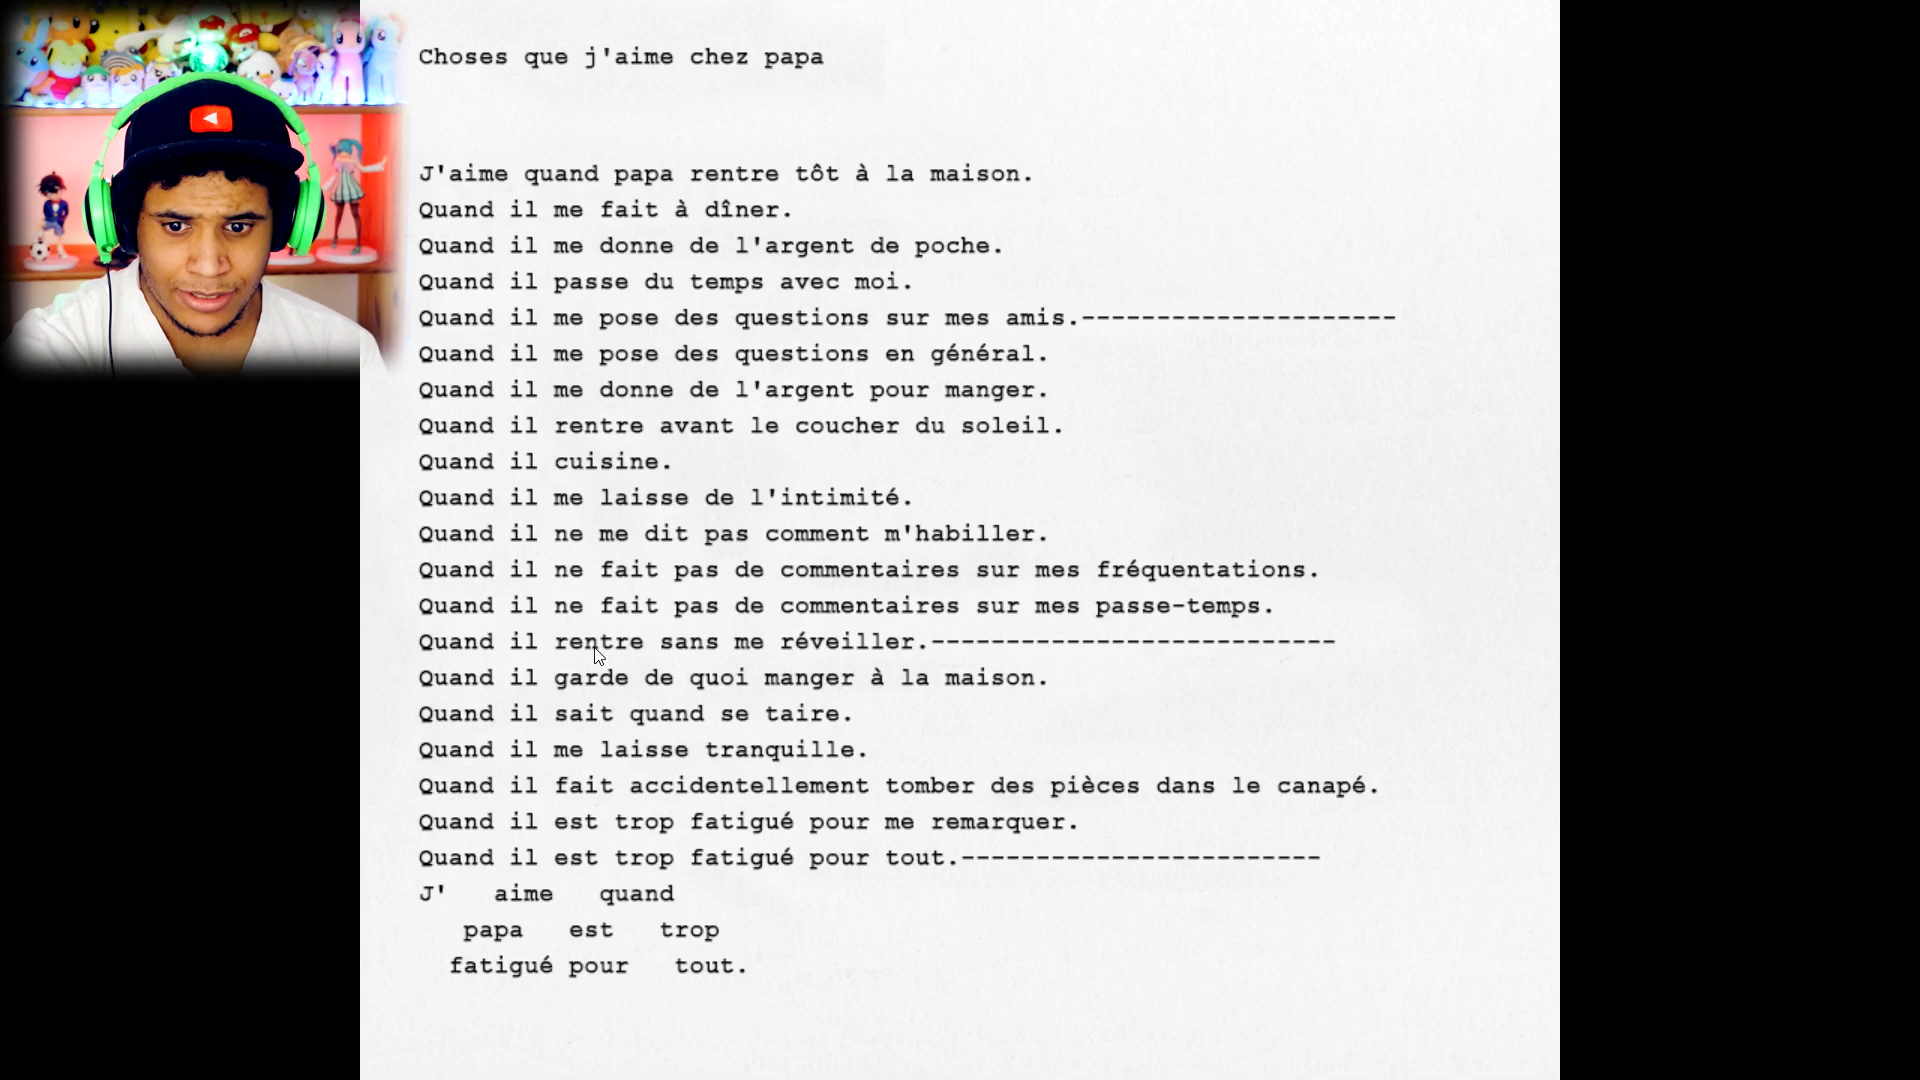 Choses que j'aime chez papa
J'aime quand papa rentre tôt à la maison.
Quand il me fait à dîner.
Quand il me donne de l'argent de poche.
Quand il passe du temps avec moi.
Quand il me pose des questions sur mes amis.---------------------
Quand il me pose des questions en général.
Quand il me donne de l'argent pour manger.
Quand il rentre avant le coucher du soleil.
Quand il cuisine.
Quand il me laisse de l'intimité.
Quand il ne me dit pas comment m'habiller.
Quand il ne fait pas de commentaires sur mes fréquentations.
Quand il ne fait pas de commentaires sur mes passe-temps.
Quand il rentre sans me réveiller.---------------------------
Quand il garde de quoi manger à la maison.
Quand il sait quand se taire.
Quand il me laisse tranquille.
Quand il fait accidentellement tomber des pièces dans le canapé.
Quand il est trop fatigué pour me remarquer.
Quand il est trop fatigué pour tout.------------------------
J'   aime   quand
papa   est   trop
fatigué pour   tout.